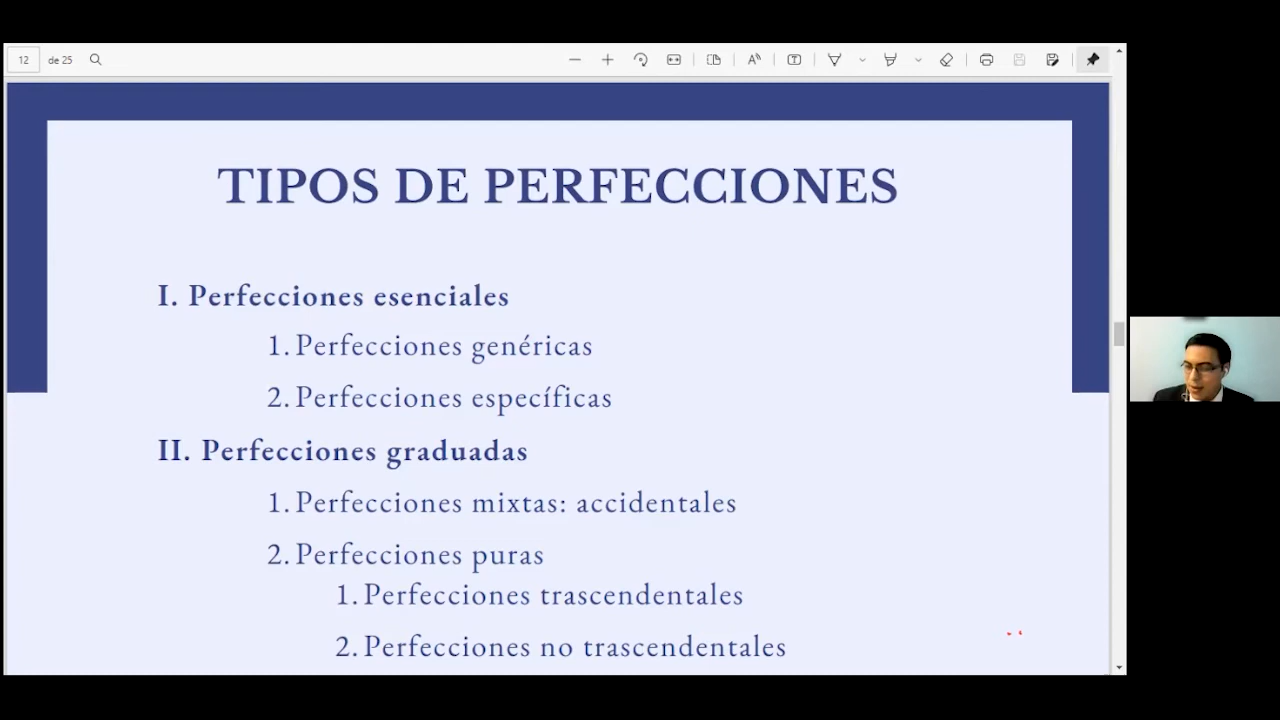 12 de 25
TIPOS DE PERFECCIONES
I. Perfecciones esenciales
1. Perfecciones genéricas
2. Perfecciones específicas
II. Perfecciones graduadas
1. Perfecciones mixtas: accidentales
2. Perfecciones puras
1. Perfecciones trascendentales
2. Perfecciones no trascendentales